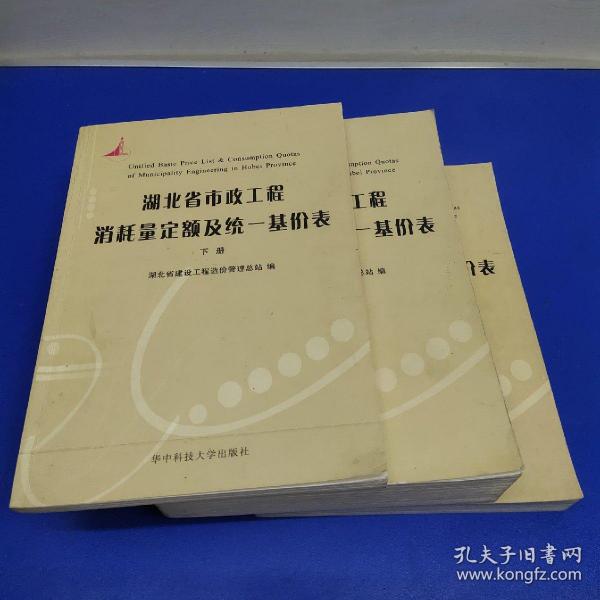 Unified Basic Price List & Consumption Quotas
of Municipality Engineering in Hubei Province
湖北省市政工程
消耗量定额及统一基价表
下册
湖北省建设工程造价管理总站 编
华中科技大学出版社
onsumption Quotas
bei Province
工程
一基价表
总站 编
价表
孔夫子旧书网
www.kongfz.com